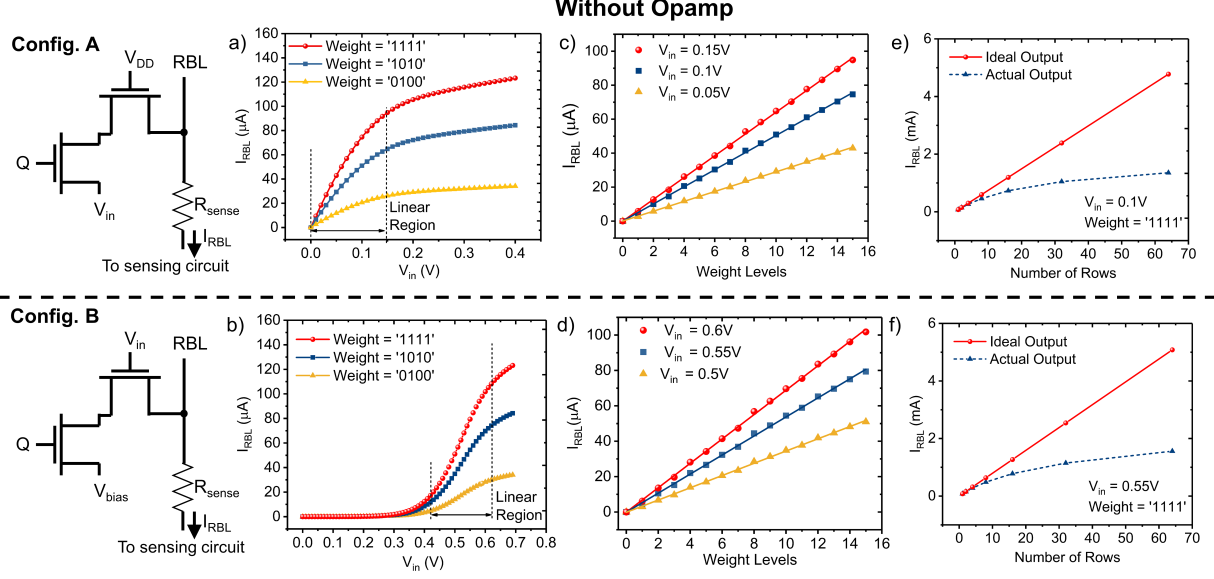 Without Opamp
Config. A
V_DD
RBL
Q
V_in
R_sense
I_RBL
To sensing circuit
a)
160
140
120
100
80
60
40
20
0
I_RBL (μA)
Weight = '1111'
Weight = '1010'
Weight = '0100'
Linear
Region
0.0 0.1 0.2 0.3 0.4
V_in (V)
c)
100
80
60
40
20
0
I_RBL (μA)
V_in = 0.15V
V_in = 0.1V
V_in = 0.05V
0 2 4 6 8 10 12 14 16
Weight Levels
e)
6
4
2
0
I_RBL (mA)
Ideal Output
Actual Output
V_in = 0.1V
Weight = '1111'
0 10 20 30 40 50 60 70
Number of Rows
Config. B
V_in
RBL
Q
V_bias
R_sense
I_RBL
To sensing circuit
b)
160
140
120
100
80
60
40
20
0
I_RBL (μA)
Weight = '1111'
Weight = '1010'
Weight = '0100'
Linear
Region
0.0 0.1 0.2 0.3 0.4 0.5 0.6 0.7 0.8
V_in (V)
d)
100
80
60
40
20
0
I_RBL (μA)
V_in = 0.6V
V_in = 0.55V
V_in = 0.5V
0 2 4 6 8 10 12 14 16
Weight Levels
f)
6
4
2
0
I_RBL (mA)
Ideal Output
Actual Output
V_in = 0.55V
Weight = '1111'
0 10 20 30 40 50 60 70
Number of Rows